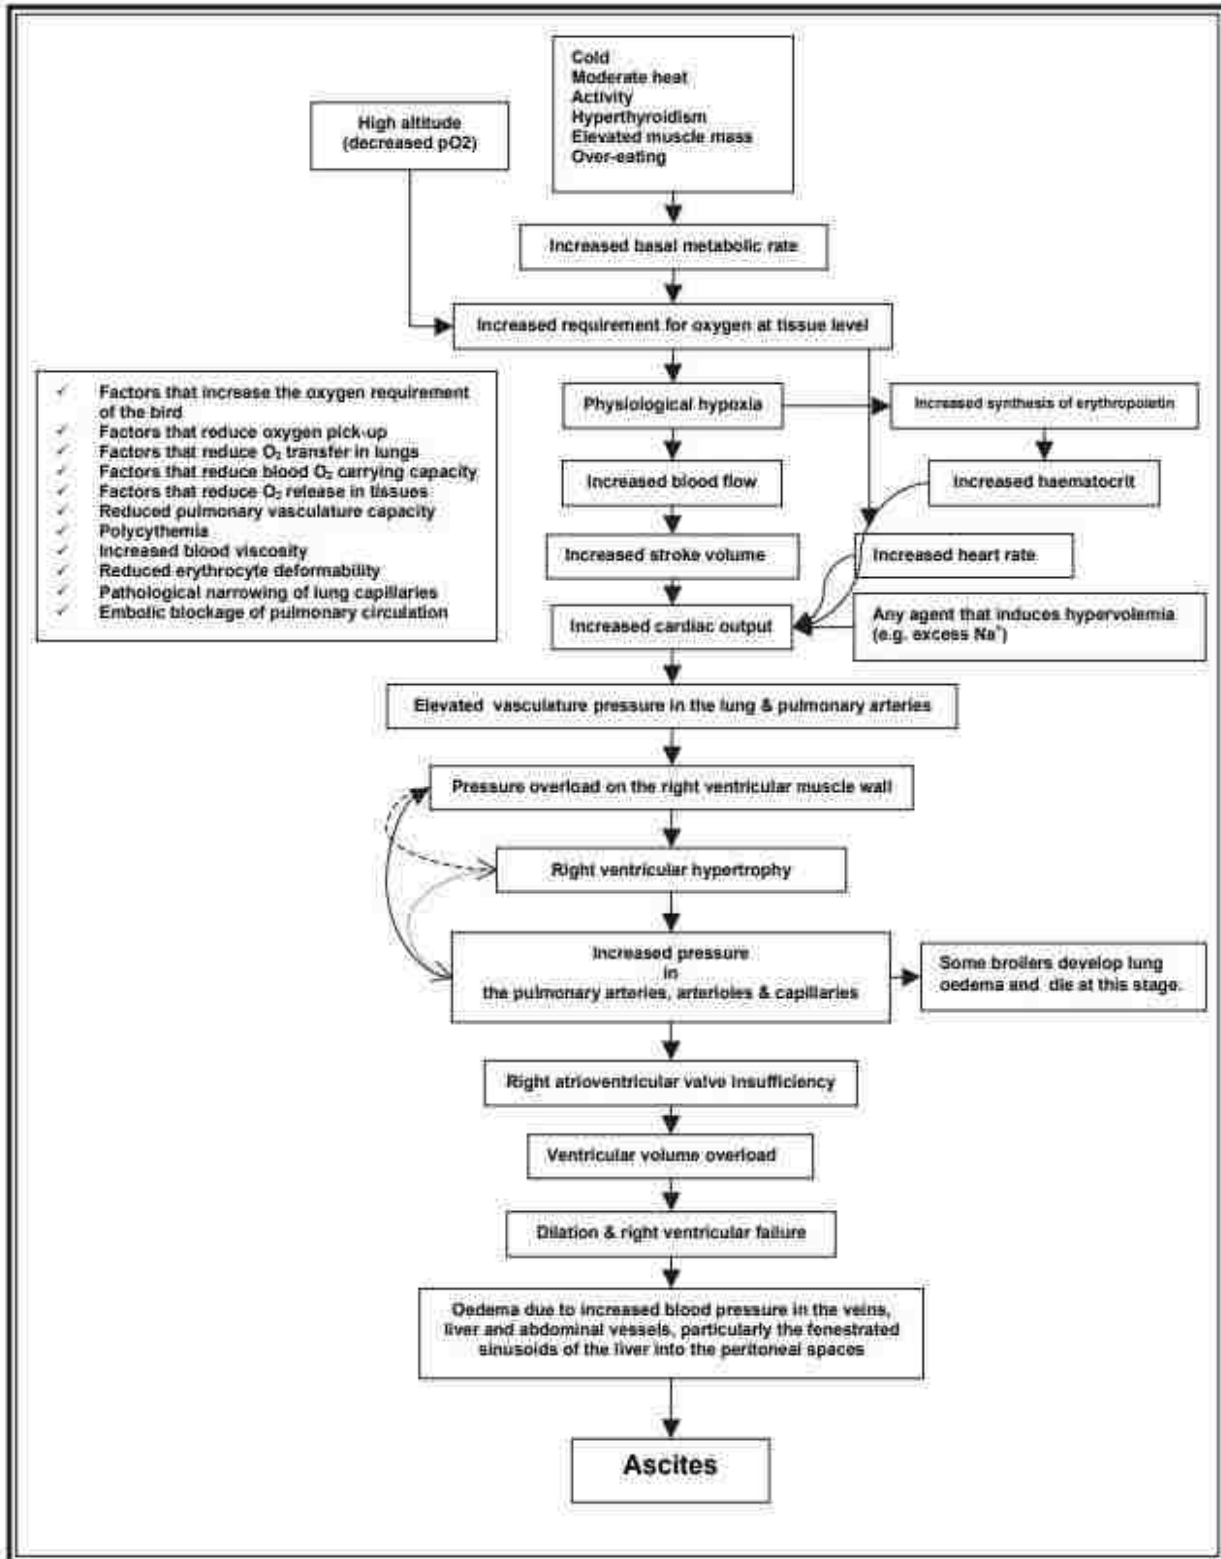 Cold
Moderate heat
Activity
Hyperthyroidism
Elevated muscle mass
Over-eating
High altitude
(decreased pO2)
Increased basal metabolic rate
Increased requirement for oxygen at tissue level
✓ Factors that increase the oxygen requirement
of the bird
✓ Factors that reduce oxygen pick-up
✓ Factors that reduce O₂ transfer in lungs
✓ Factors that reduce blood O₂ carrying capacity
✓ Factors that reduce O₂ release in tissues
✓ Reduced pulmonary vasculature capacity
✓ Polycythemia
✓ Increased blood viscosity
✓ Reduced erythrocyte deformability
✓ Pathological narrowing of lung capillaries
✓ Embolic blockage of pulmonary circulation
Physiological hypoxia
Increased synthesis of erythropoietin
Increased blood flow
Increased haematocrit
Increased stroke volume
Increased heart rate
Increased cardiac output
Any agent that induces hypervolemia
(e.g. excess Na⁺)
Elevated vasculature pressure in the lung & pulmonary arteries
Pressure overload on the right ventricular muscle wall
Right ventricular hypertrophy
Increased pressure
in
the pulmonary arteries, arterioles & capillaries
Some broilers develop lung
oedema and die at this stage.
Right atrioventricular valve insufficiency
Ventricular volume overload
Dilation & right ventricular failure
Oedema due to increased blood pressure in the veins,
liver and abdominal vessels, particularly the fenestrated
sinusoids of the liver into the peritoneal spaces
Ascites